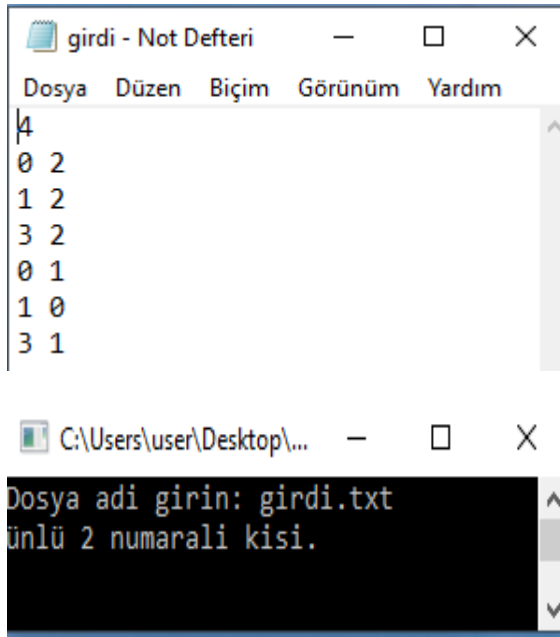 girdi - Not Defteri
Dosya Düzen Biçim Görünüm Yardım
4
0 2
1 2
3 2
0 1
1 0
3 1
C:\Users\user\Desktop\...
Dosya adi girin: girdi.txt
ünlü 2 numarali kisi.